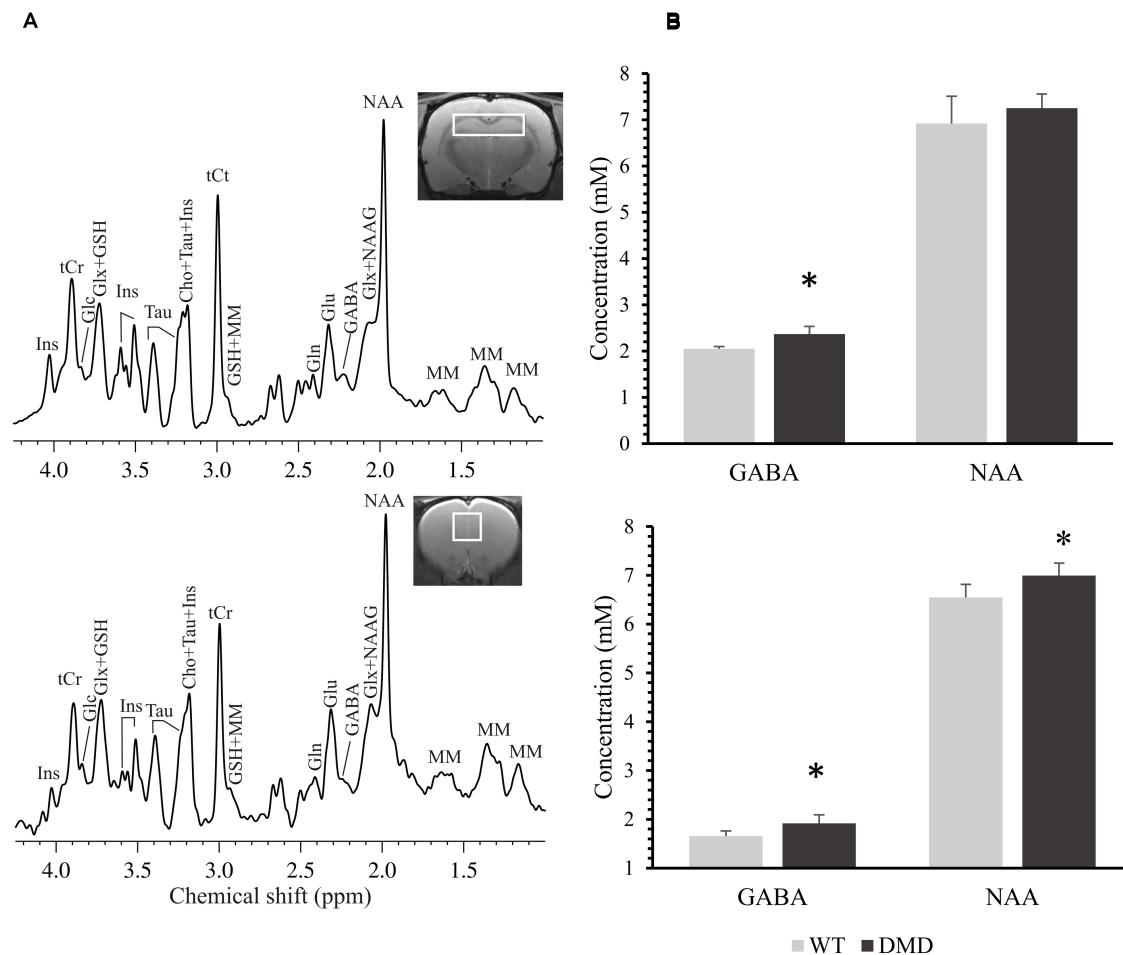 A
B
NAA
tCt
tCr
Glc
Glx+GSH
Ins
Ins
Tau
Cho+Tau+Ins
GSH+MM
Gln
Glu
GABA
Glx+NAAG
MM
MM
MM
4.0 3.5 3.0 2.5 2.0 1.5
8
7
6
5
4
3
2
1
0
Concentration (mM)
*
GABA NAA
NAA
tCr
tCr
Glc
Glx+GSH
Ins
Ins
Tau
Cho+Tau+Ins
GSH+MM
Gln
Glu
GABA
Glx+NAAG
MM
MM
MM
4.0 3.5 3.0 2.5 2.0 1.5
Chemical shift (ppm)
8
7
6
5
4
3
2
1
Concentration (mM)
*
*
GABA NAA
WT DMD